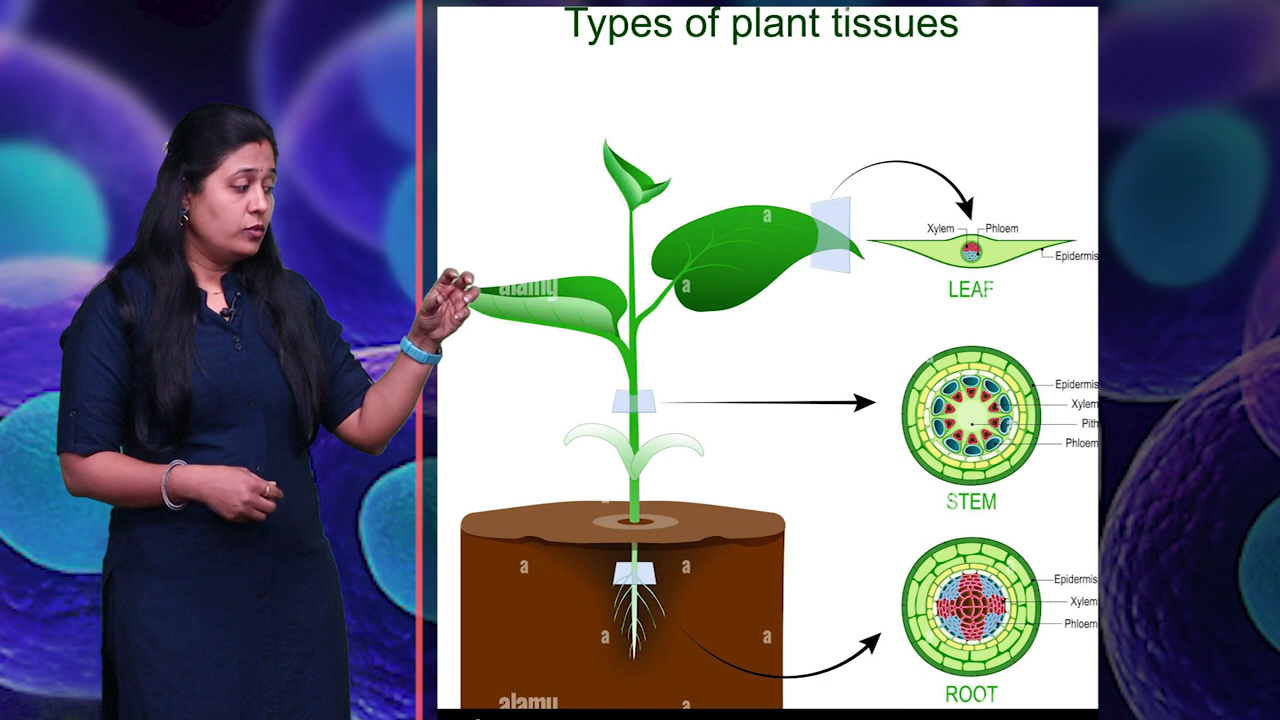 Types of plant tissues
Xylem
Phloem
Epidermis
LEAF
Epidermis
Xylem
Pith
Phloem
STEM
Epidermis
Xylem
Phloem
ROOT
alamy
a
a
a
a
a
a
alamy
a